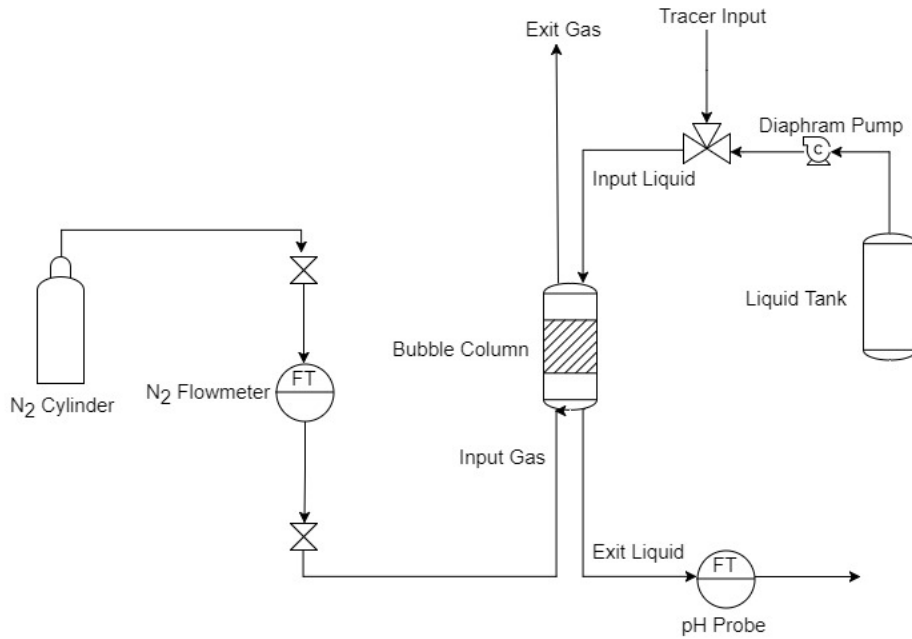 Exit Gas
Tracer Input
Diaphram Pump
C
Input Liquid
Liquid Tank
Bubble Column
FT
N2 Flowmeter
N2 Cylinder
Input Gas
Exit Liquid
FT
pH Probe